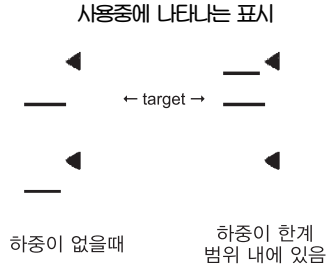 사용중에 나타나는 표시
← target →
하중이 없을때
하중이 한계
범위 내에 있음